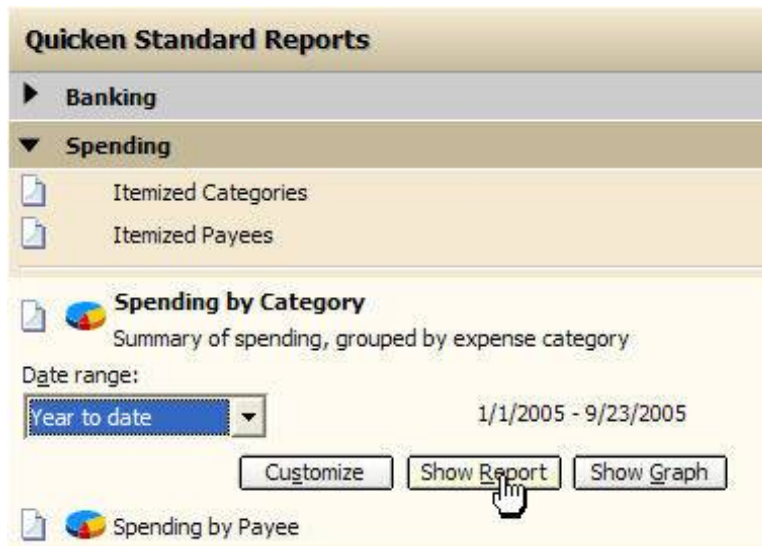 Quicken Standard Reports
Banking
Spending
Itemized Categories
Itemized Payees
Spending by Category
Summary of spending, grouped by expense category
Date range:
Year to date 1/1/2005 - 9/23/2005
Customize Show Report Show Graph
Spending by Payee